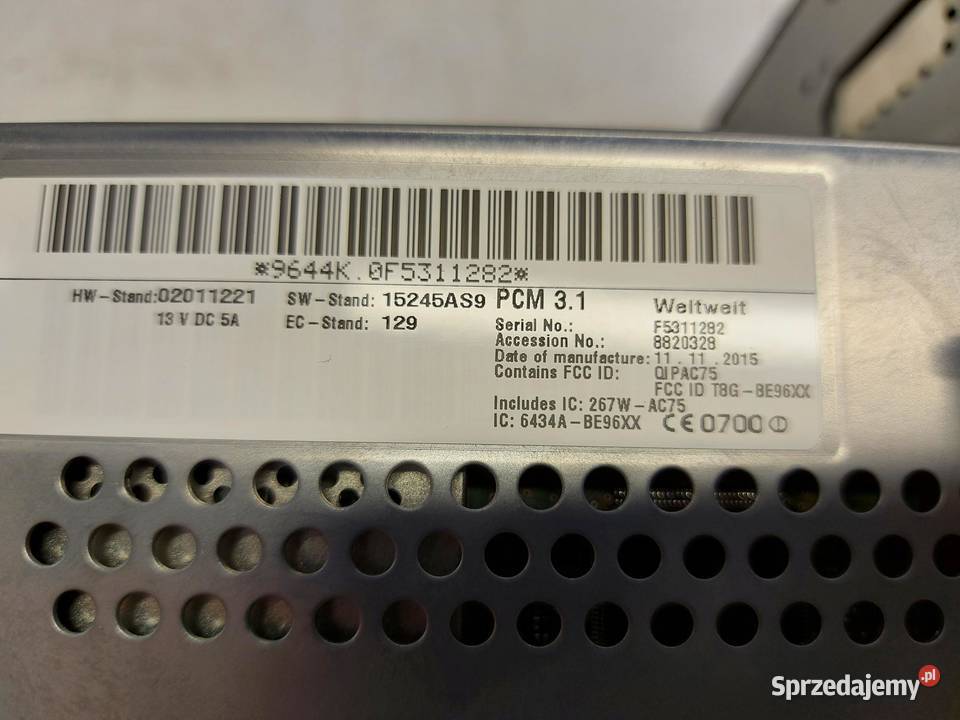 *9644K.0F5311282*
HW-Stand:02011221 SW-Stand: 15245AS9 PCM 3.1 Weltweit
13 V DC 5A EC-Stand: 129
Serial No.: F5311282
Accession No.: 8820328
Date of manufacture: 11.11.2015
Contains FCC ID: QIPAC75
FCC ID T8G-BE96XX
Includes IC: 267W-AC75
IC: 6434A-BE96XX CE0700
Sprzedajemy.pl